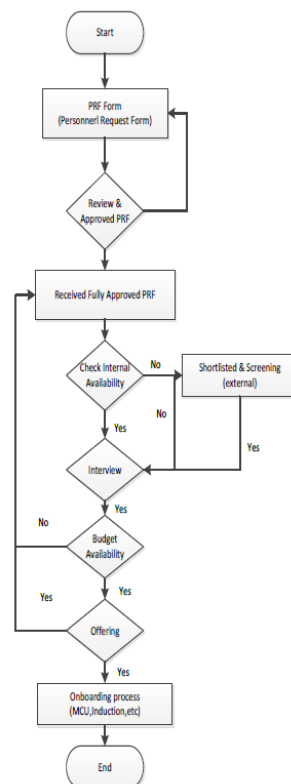 Start
PRF Form
(Personnerl Request Form)
Review &
Approved PRF
Received Fully Approved PRF
Check Internal
Availability
No
Shortlisted & Screening
(external)
Yes
No
Yes
Interview
Yes
No
Budget
Availability
Yes
Yes
Offering
Yes
Onboarding process
(MCU,Induction,etc)
End